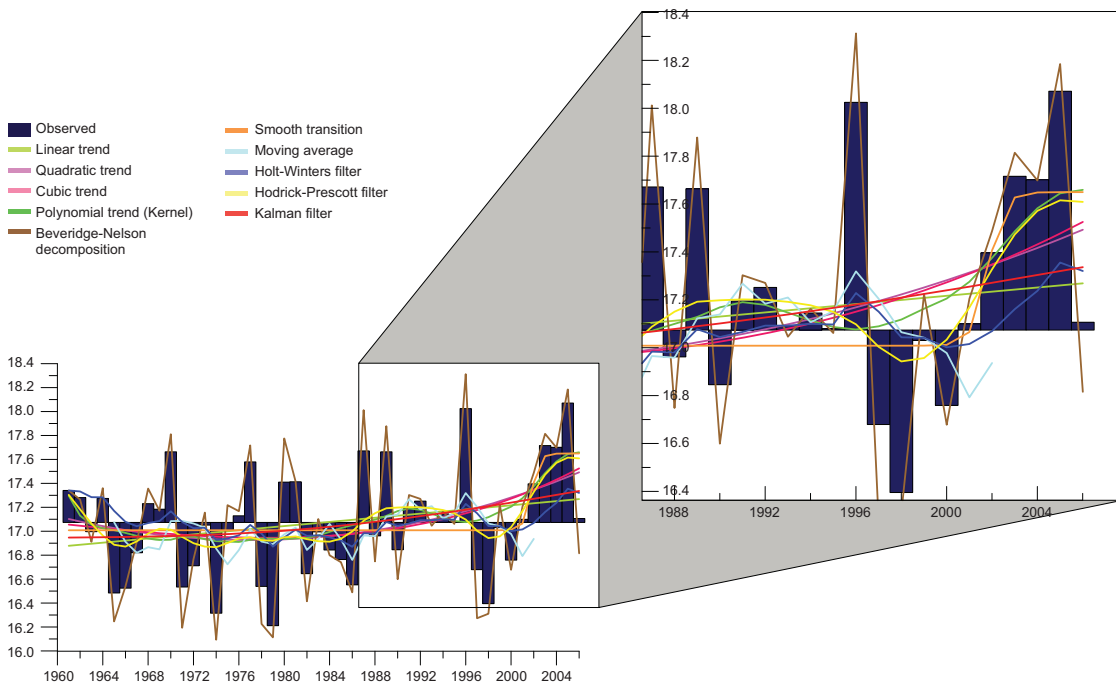 Observed
Linear trend
Quadratic trend
Cubic trend
Polynomial trend (Kernel)
Beveridge-Nelson
decomposition
Smooth transition
Moving average
Holt-Winters filter
Hodrick-Prescott filter
Kalman filter
18.4
18.2
18.0
17.8
17.6
17.4
17.2
17.0
16.8
16.6
16.4
1988 1992 1996 2000 2004
18.4
18.2
18.0
17.8
17.6
17.4
17.2
17.0
16.8
16.6
16.4
16.2
16.0
1960 1964 1968 1972 1976 1980 1984 1988 1992 1996 2000 2004